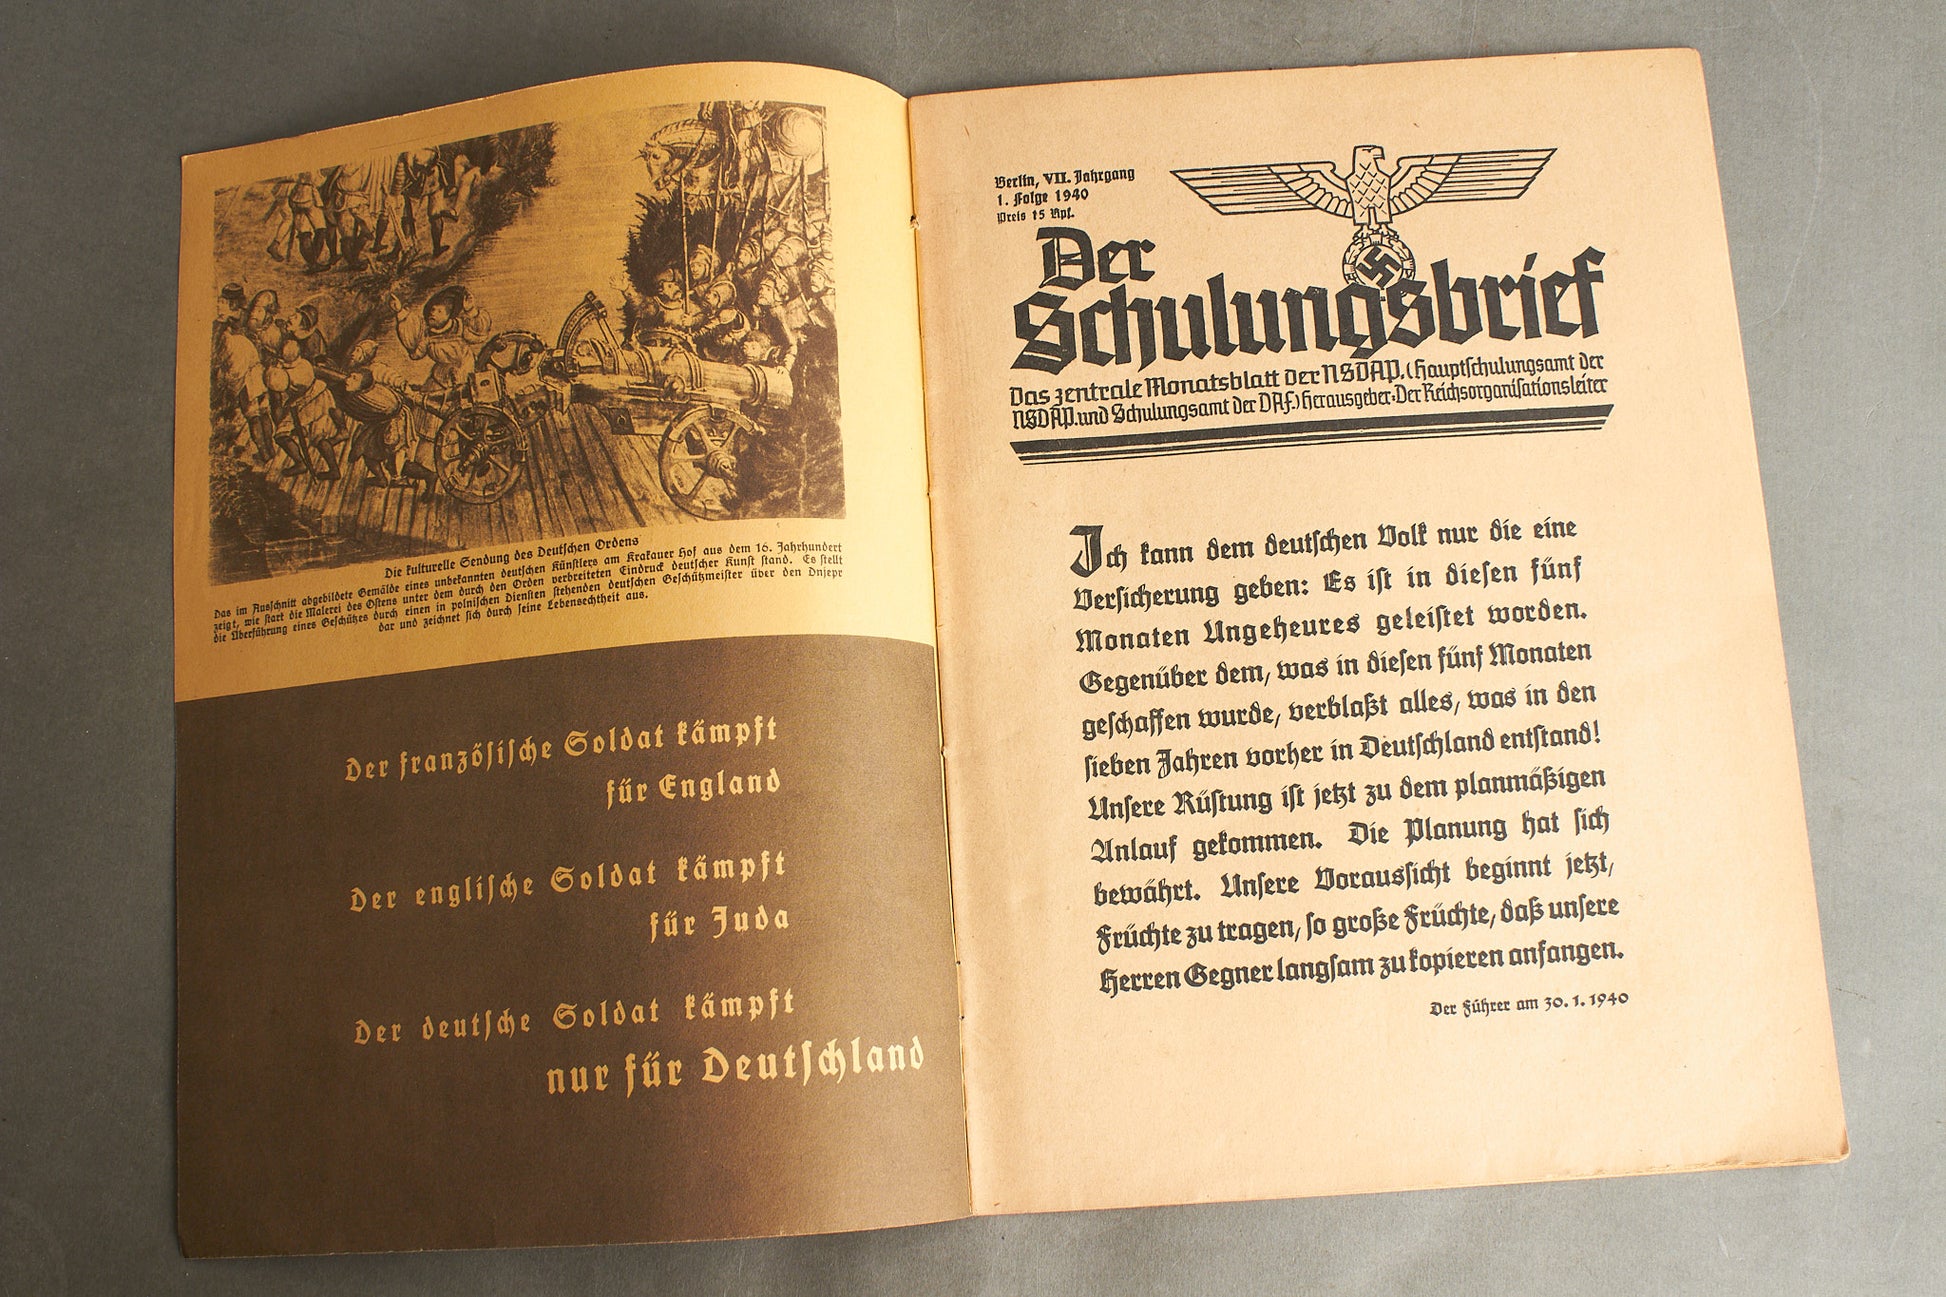 Die kulturelle Sendung des Deutschen Ordens
Das im Ausschnitt abgebildete Gemälde eines unbekannten deutschen Künstlers am Krakauer Hof aus dem 16. Jahrhundert
zeigt, wie stark die Malerei des Ostens unter dem durch den Orden verbreiteten Eindruck deutscher Kunst stand. Es stellt
die Überführung eines Geschützes durch einen in polnischen Diensten stehenden deutschen Geschützmeister über den Dnjepr
dar und zeichnet sich durch seine Lebensechtheit aus.
Der französische Soldat kämpft
für England
Der englische Soldat kämpft
für Juda
Der deutsche Soldat kämpft
nur für Deutschland
Berlin, VII. Jahrgang
1. Folge 1940
Preis 15 Rpf.
Der
Schulungsbrief
Das zentrale Monatsblatt der NSDAP. (Hauptschulungsamt der
NSDAP. und Schulungsamt der DAF.) Herausgeber: Der Reichsorganisationsleiter
Ich kann dem deutschen Volk nur die eine
Versicherung geben: Es ist in diesen fünf
Monaten Ungeheures geleistet worden.
Gegenüber dem, was in diesen fünf Monaten
geschaffen wurde, verblaßt alles, was in den
sieben Jahren vorher in Deutschland entstand!
Unsere Rüstung ist jetzt zu dem planmäßigen
Anlauf gekommen. Die Planung hat sich
bewährt. Unsere Voraussicht beginnt jetzt,
Früchte zu tragen, so große Früchte, daß unsere
Herren Gegner langsam zu kopieren anfangen.
Der Führer am 30. 1. 1940